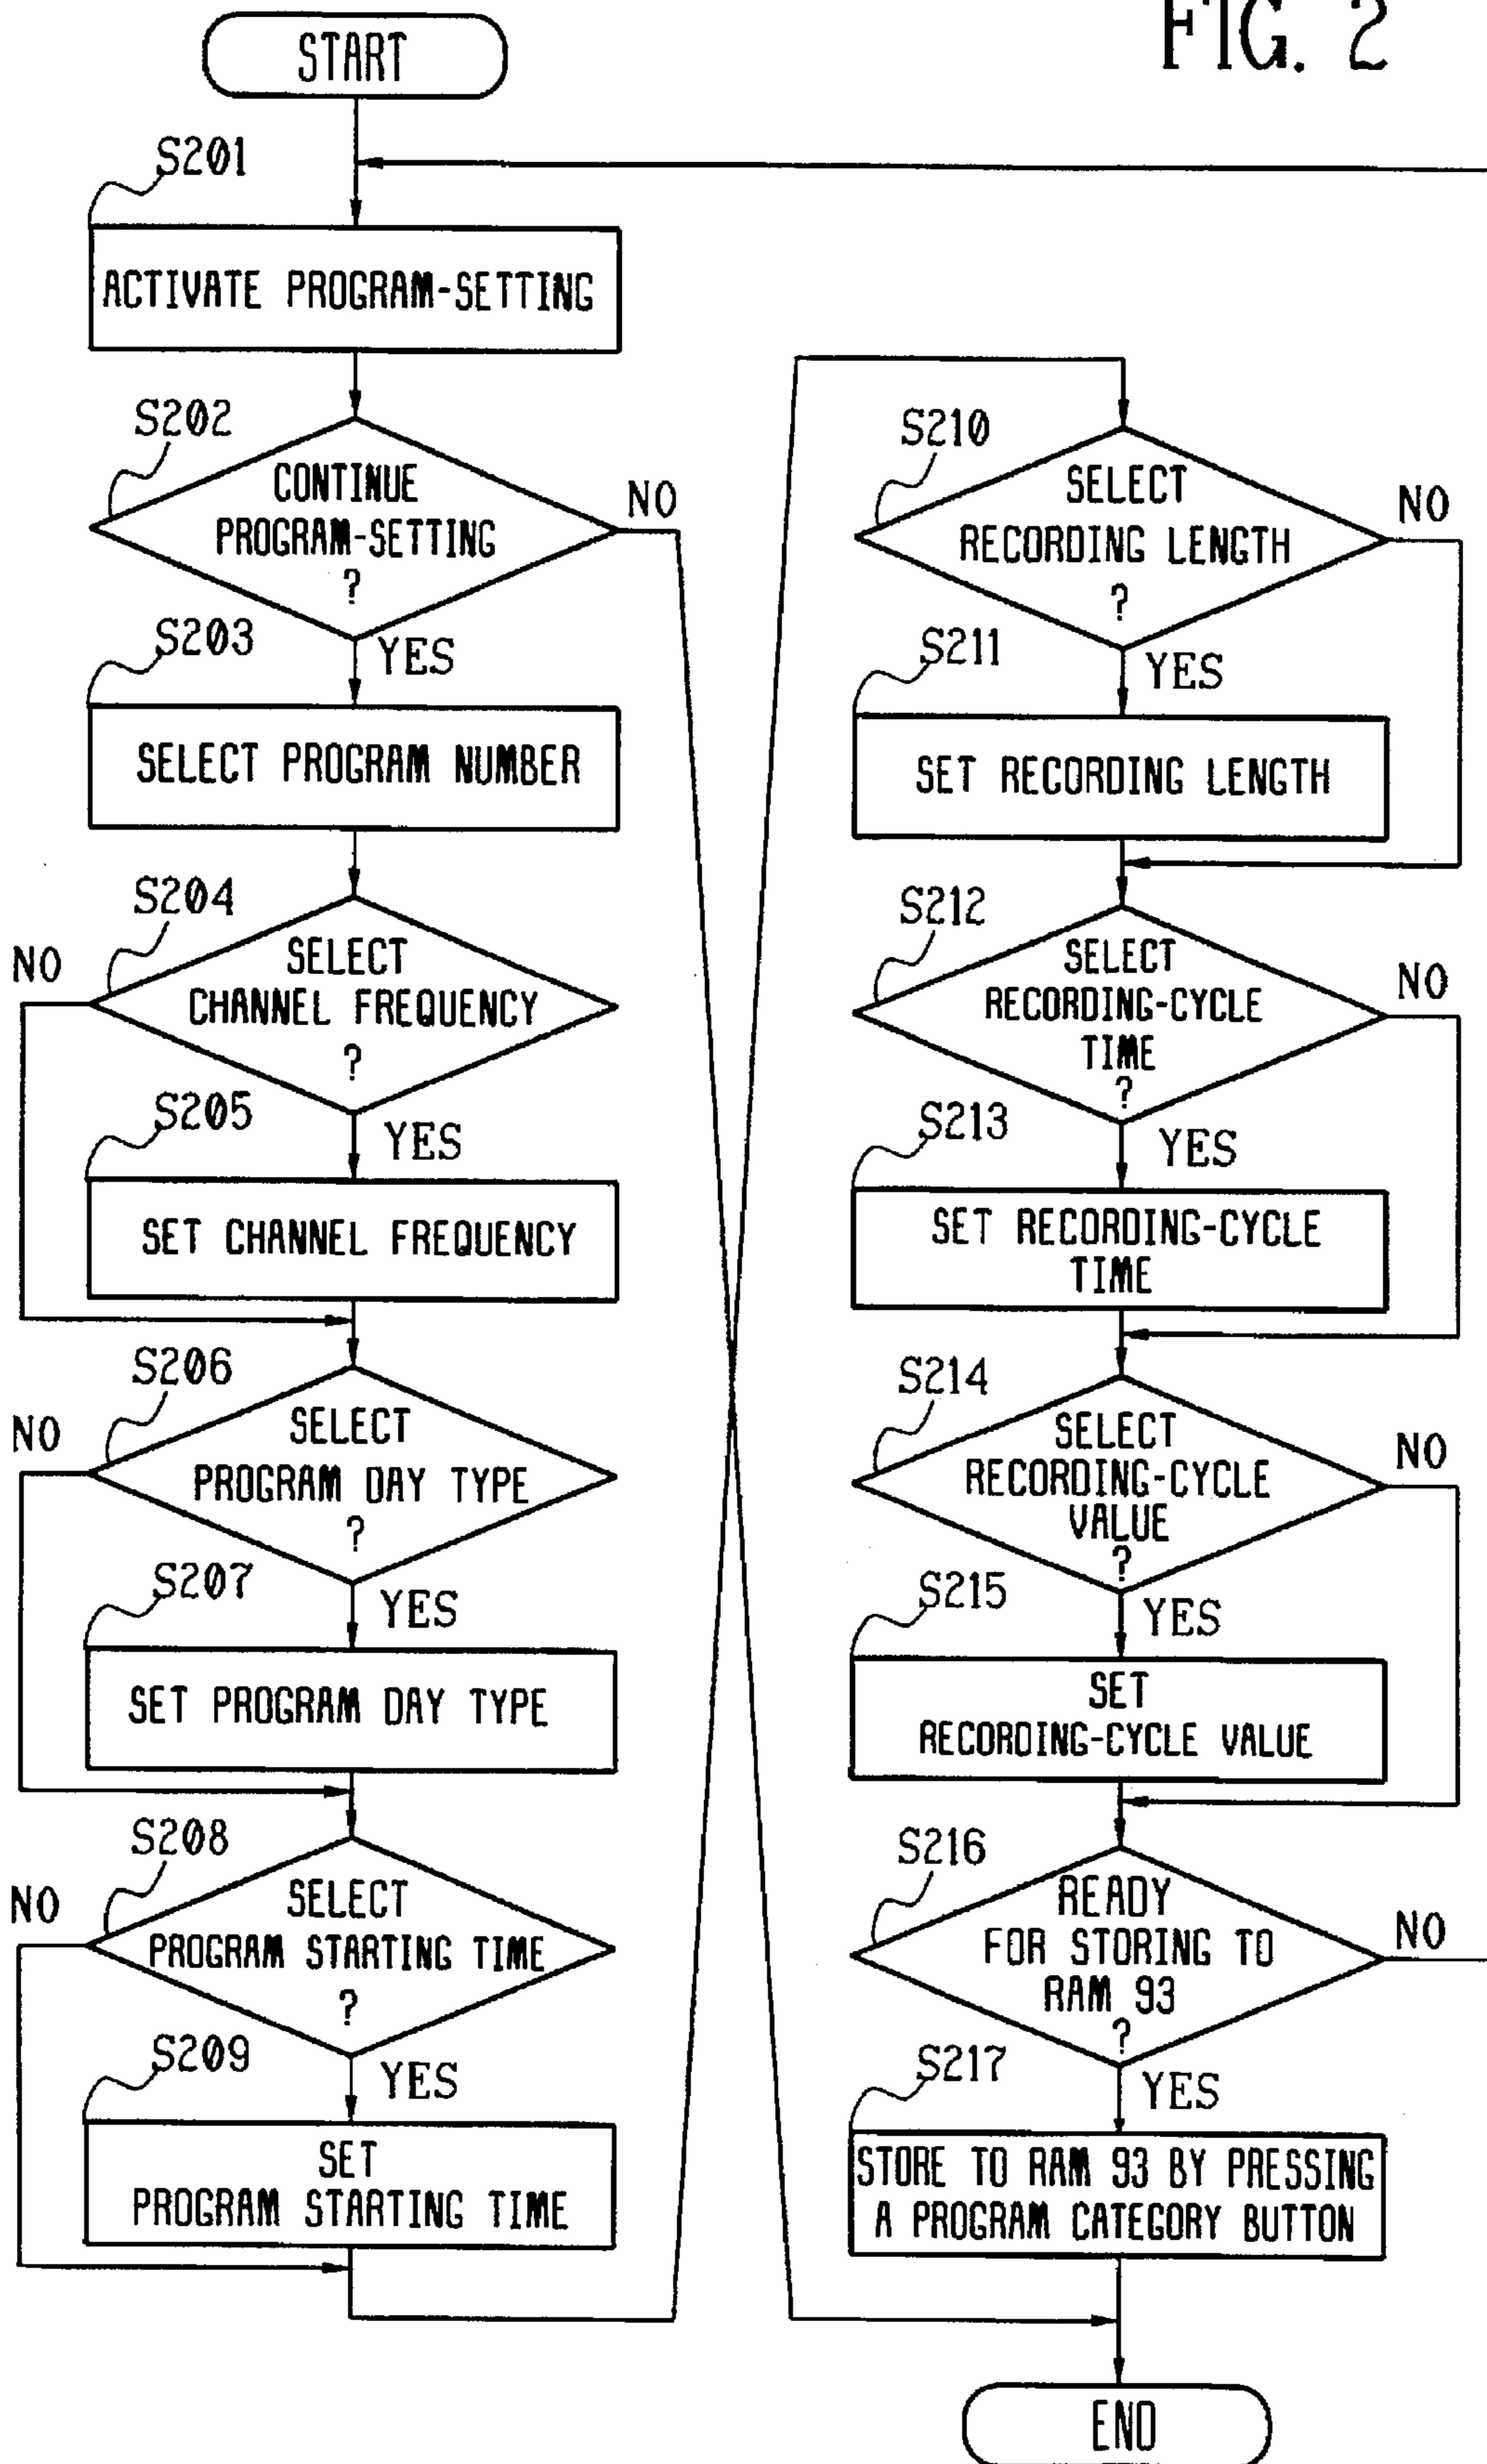 FIG. 2
START
S201
ACTIVATE PROGRAM-SETTING
S202
CONTINUE
PROGRAM-SETTING
?
NO
YES
S203
SELECT PROGRAM NUMBER
S204
NO
SELECT
CHANNEL FREQUENCY
?
YES
S205
SET CHANNEL FREQUENCY
S206
NO
SELECT
PROGRAM DAY TYPE
?
YES
S207
SET PROGRAM DAY TYPE
S208
NO
SELECT
PROGRAM STARTING TIME
?
YES
S209
SET
PROGRAM STARTING TIME
S210
SELECT
RECORDING LENGTH
?
NO
YES
S211
SET RECORDING LENGTH
S212
SELECT
RECORDING-CYCLE
TIME
?
NO
YES
S213
SET RECORDING-CYCLE
TIME
S214
SELECT
RECORDING-CYCLE
VALUE
?
NO
YES
S215
SET
RECORDING-CYCLE VALUE
S216
READY
FOR STORING TO
RAM 93
?
NO
YES
S217
STORE TO RAM 93 BY PRESSING
A PROGRAM CATEGORY BUTTON
END